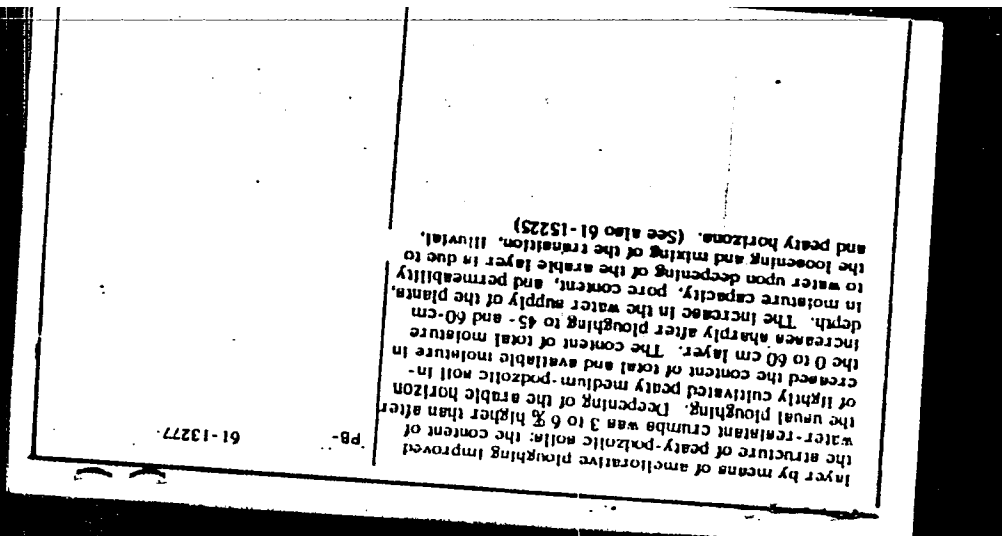 layer by means of ameliorative ploughing improved
the structure of peaty-podzolic soils: the content of
water-resistant crumbs was 3 to 6 % higher than after
the usual ploughing. Deepening of the arable horizon
of lightly cultivated peaty medium-podzolic soil in-
creased the content of total and available moisture in
the 0 to 60 cm layer. The content of total moisture
increases sharply after ploughing to 45- and 60-cm
depth. The increase in the water supply of the plants,
in moisture capacity, pore content, and permeability
to water upon deepening of the arable layer is due to
the loosening and mixing of the transition, illuvial,
and peaty horizons. (See also 61-15225)
PB-
61-13277